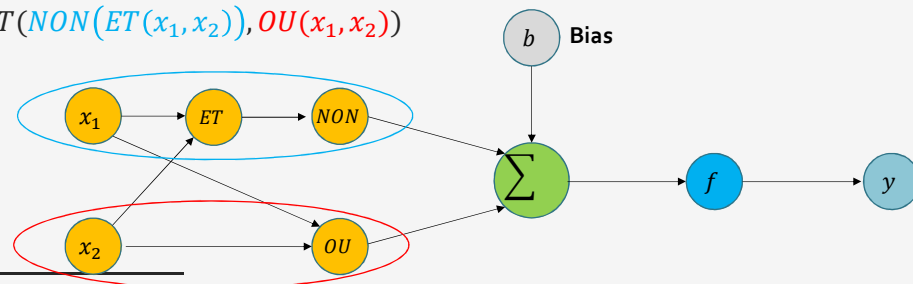 T(NON(ET(x₁, x₂)), OU(x₁, x₂))
b Bias
x₁ ET NON
∑ f y
x₂ OU